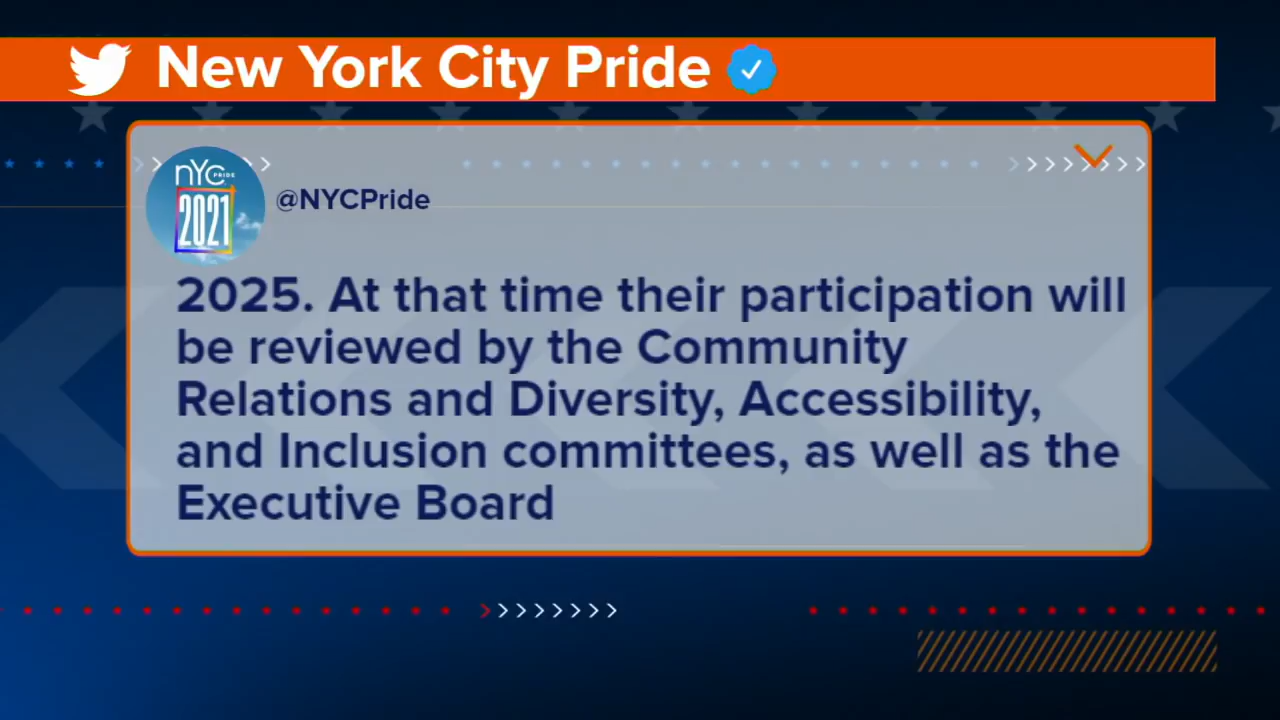 New York City Pride
nYC PRIDE
2021
@NYCPride
2025. At that time their participation will
be reviewed by the Community
Relations and Diversity, Accessibility,
and Inclusion committees, as well as the
Executive Board